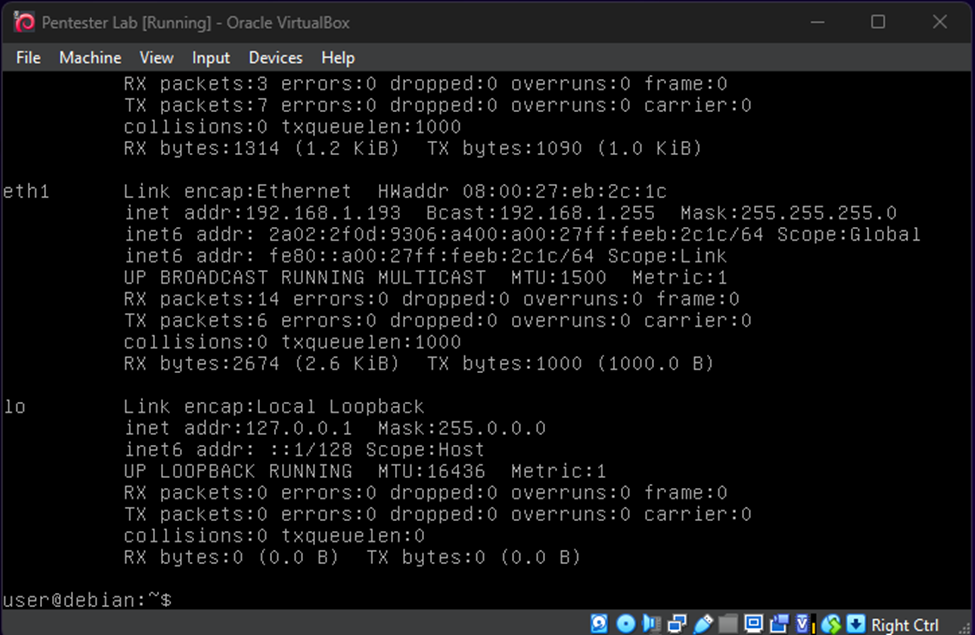 Pentester Lab [Running] - Oracle VirtualBox
File Machine View Input Devices Help
RX packets:3 errors:0 dropped:0 overruns:0 frame:0
TX packets:7 errors:0 dropped:0 overruns:0 carrier:0
collisions:0 txqueuelen:1000
RX bytes:1314 (1.2 KiB)  TX bytes:1090 (1.0 KiB)
eth1      Link encap:Ethernet  HWaddr 08:00:27:eb:2c:1c
inet addr:192.168.1.193  Bcast:192.168.1.255  Mask:255.255.255.0
inet6 addr: 2a02:2f0d:9306:a400:a00:27ff:feeb:2c1c/64 Scope:Global
inet6 addr: fe80::a00:27ff:feeb:2c1c/64 Scope:Link
UP BROADCAST RUNNING MULTICAST  MTU:1500  Metric:1
RX packets:14 errors:0 dropped:0 overruns:0 frame:0
TX packets:6 errors:0 dropped:0 overruns:0 carrier:0
collisions:0 txqueuelen:1000
RX bytes:2674 (2.6 KiB)  TX bytes:1000 (1000.0 B)
lo        Link encap:Local Loopback
inet addr:127.0.0.1  Mask:255.0.0.0
inet6 addr: ::1/128 Scope:Host
UP LOOPBACK RUNNING  MTU:16436  Metric:1
RX packets:0 errors:0 dropped:0 overruns:0 frame:0
TX packets:0 errors:0 dropped:0 overruns:0 carrier:0
collisions:0 txqueuelen:0
RX bytes:0 (0.0 B)  TX bytes:0 (0.0 B)
user@debian:~$
Right Ctrl